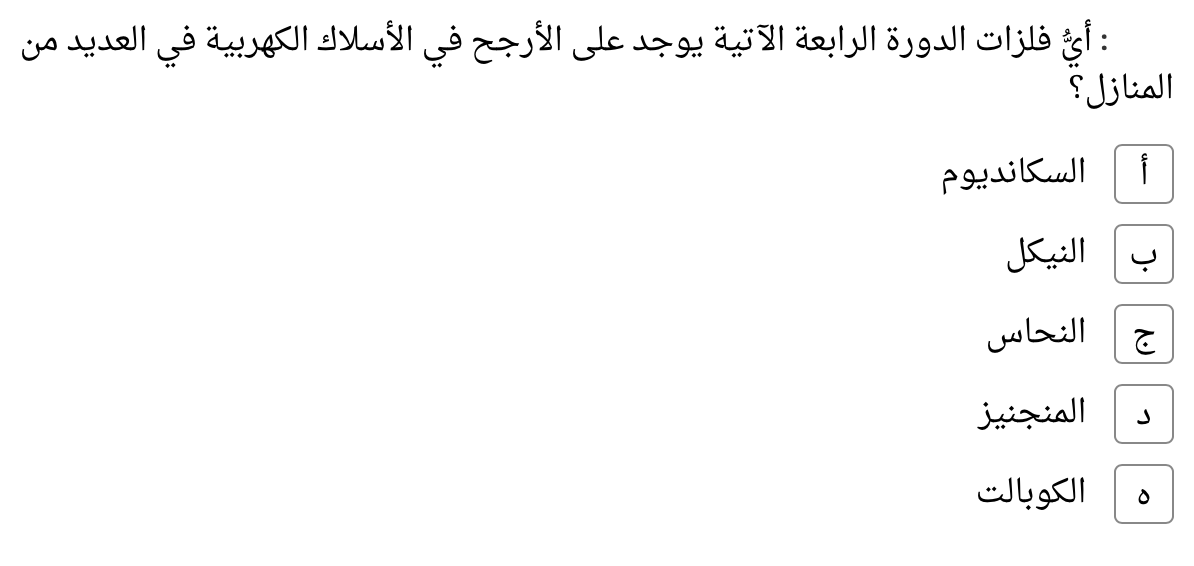 : أيُّ فلزات الدورة الرابعة الآتية يوجد على الأرجح في الأسلاك الكهربية في العديد من
المنازل؟
أ السكانديوم
ب النيكل
ج النحاس
د المنجنيز
ه الكوبالت